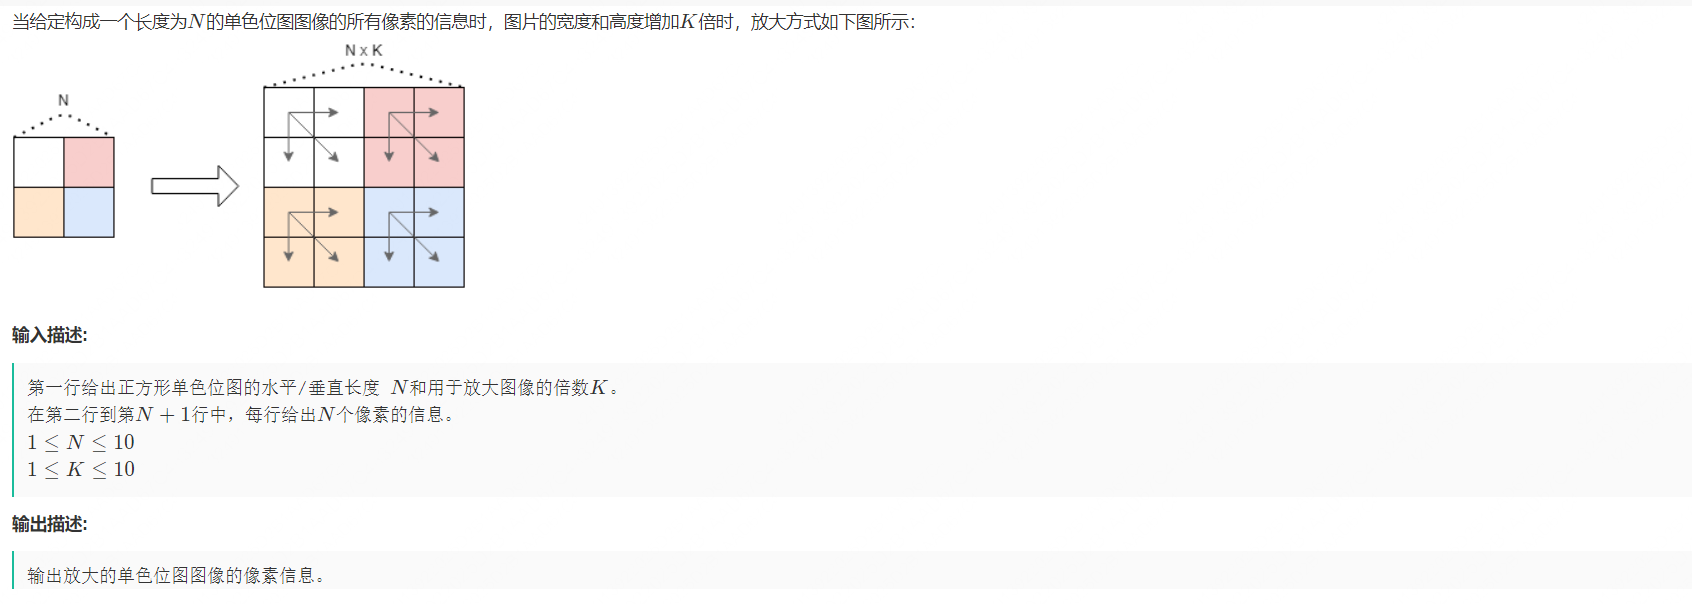 当给定构成一个长度为N的单色位图图像的所有像素的信息时，图片的宽度和高度增加K倍时，放大方式如下图所示：
N x K
N
输入描述:
第一行给出正方形单色位图的水平/垂直长度 N和用于放大图像的倍数K。
在第二行到第N + 1行中，每行给出N个像素的信息。
1 ≤ N ≤ 10
1 ≤ K ≤ 10
输出描述:
输出放大的单色位图图像的像素信息。